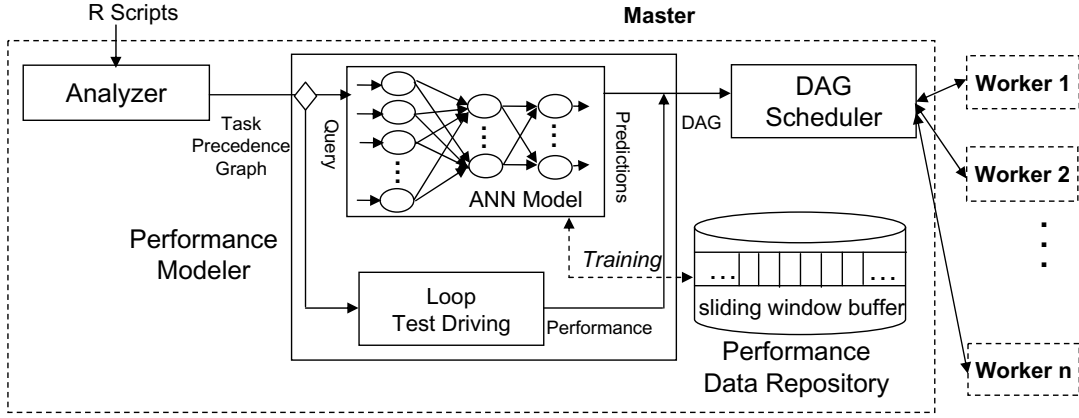 R Scripts
Master
Analyzer
Task
Precedence
Graph
Query
ANN Model
Predictions
DAG
DAG
Scheduler
Worker 1
Worker 2
Worker n
Performance
Modeler
Training
Loop
Test Driving
Performance
... ...
sliding window buffer
Performance
Data Repository